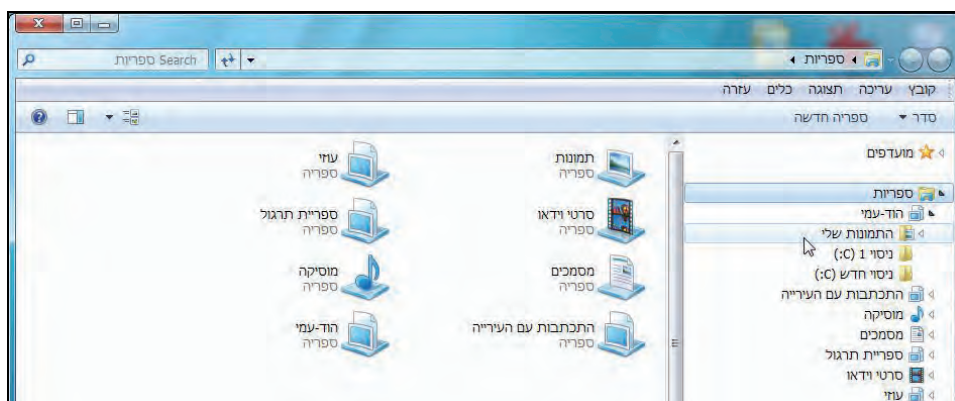 Search ספריות
ספריות
קובץ עריכה תצוגה כלים עזרה
סדר ספריה חדשה
מועדפים
ספריות
הוד-עמי
התמונות שלי
ניסוי 1 (C:)
ניסוי חדש (C:)
התכתבות עם העירייה
מוסיקה
מסמכים
ספריית תרגול
סרטי וידאו
עוזי
תמונות
ספריה
עוזי
ספריה
סרטי וידאו
ספריה
ספריית תרגול
ספריה
מסמכים
ספריה
מוסיקה
ספריה
התכתבות עם העירייה
ספריה
הוד-עמי
ספריה